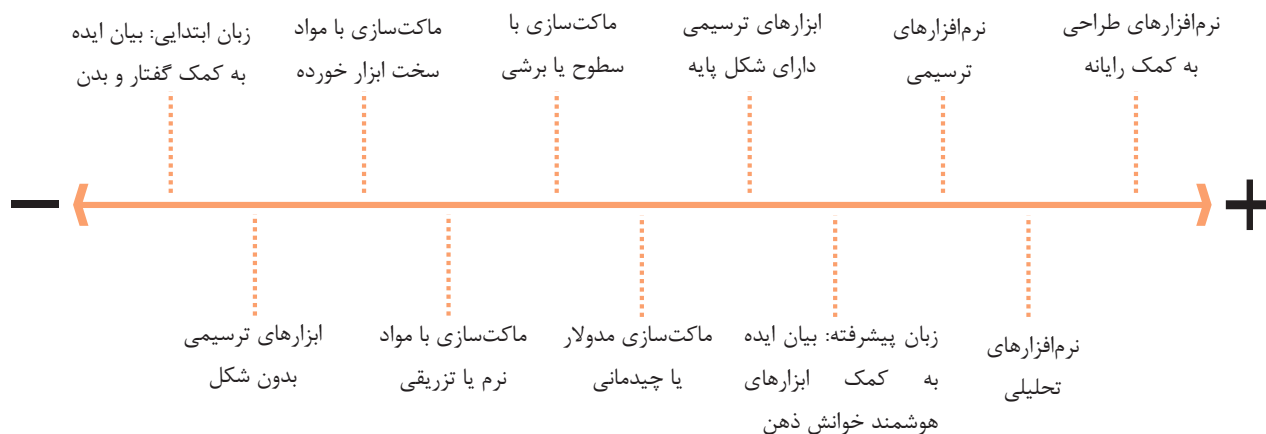 نرم‌افزارهای طراحی
به کمک رایانه
نرم‌افزارهای
ترسیمی
ابزارهای ترسیمی
دارای شکل پایه
ماکت‌سازی با
سطوح یا برشی
ماکت‌سازی با مواد
سخت ابزار خورده
زبان ابتدایی: بیان ایده
به کمک گفتار و بدن
+
−
نرم‌افزارهای
تحلیلی
زبان پیشرفته: بیان ایده
به کمک ابزارهای
هوشمند خوانش ذهن
ماکت‌سازی مدولار
یا چیدمانی
ماکت‌سازی با مواد
نرم یا تزریقی
ابزارهای ترسیمی
بدون شکل